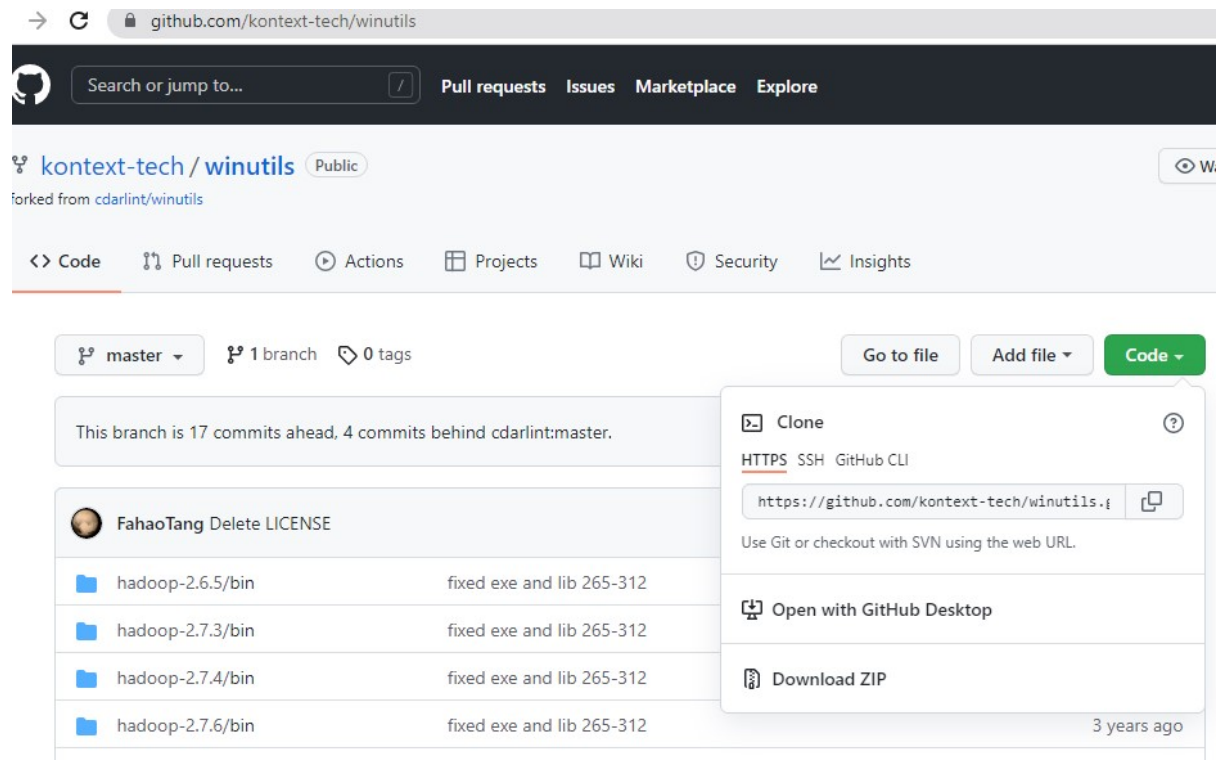 github.com/kontext-tech/winutils
Search or jump to... / Pull requests Issues Marketplace Explore
kontext-tech / winutils Public
forked from cdarlint/winutils
<> Code Pull requests Actions Projects Wiki Security Insights
master 1 branch 0 tags Go to file Add file Code
This branch is 17 commits ahead, 4 commits behind cdarlint:master.
Clone
HTTPS SSH GitHub CLI
https://github.com/kontext-tech/winutils.g
Use Git or checkout with SVN using the web URL.
Open with GitHub Desktop
Download ZIP
FahaoTang Delete LICENSE
hadoop-2.6.5/bin fixed exe and lib 265-312
hadoop-2.7.3/bin fixed exe and lib 265-312
hadoop-2.7.4/bin fixed exe and lib 265-312
hadoop-2.7.6/bin fixed exe and lib 265-312 3 years ago